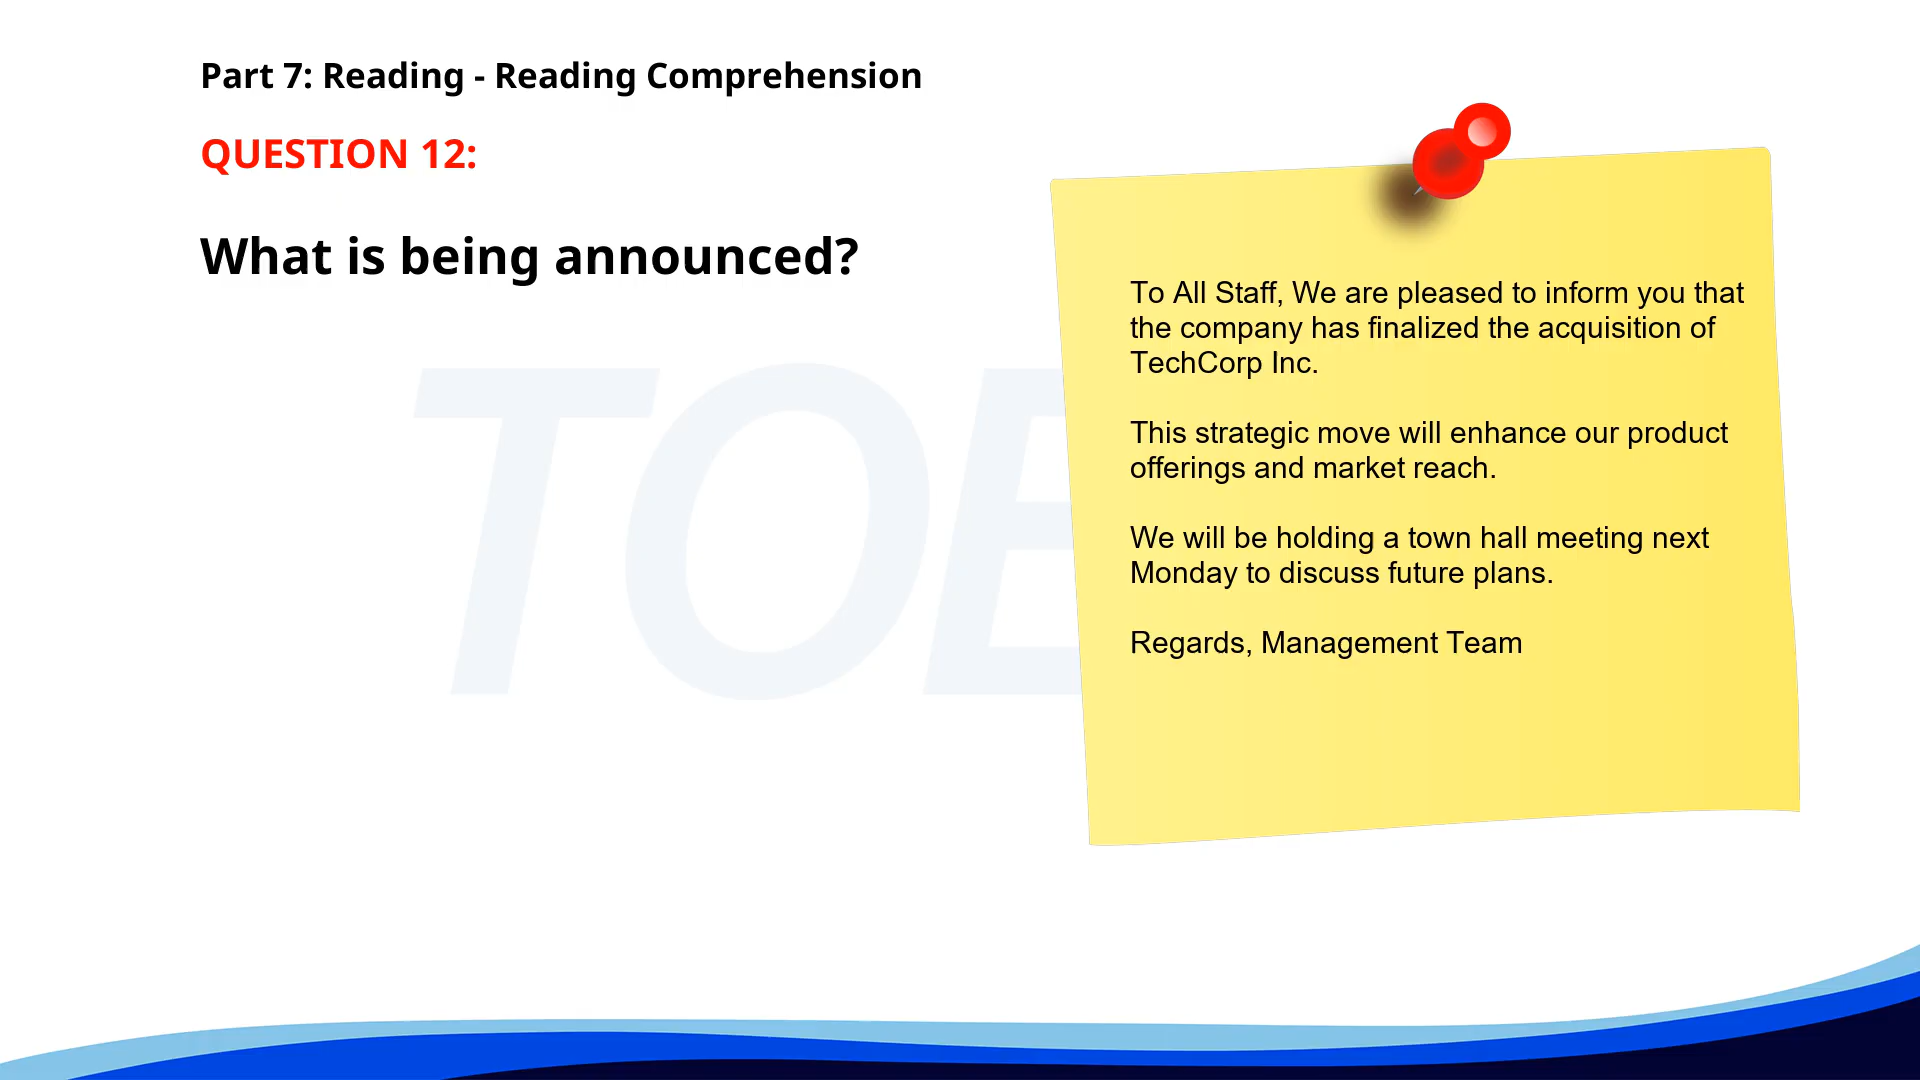 Part 7: Reading - Reading Comprehension
QUESTION 12:
What is being announced?
To All Staff, We are pleased to inform you that
the company has finalized the acquisition of
TechCorp Inc.
This strategic move will enhance our product
offerings and market reach.
We will be holding a town hall meeting next
Monday to discuss future plans.
Regards, Management Team
TOE